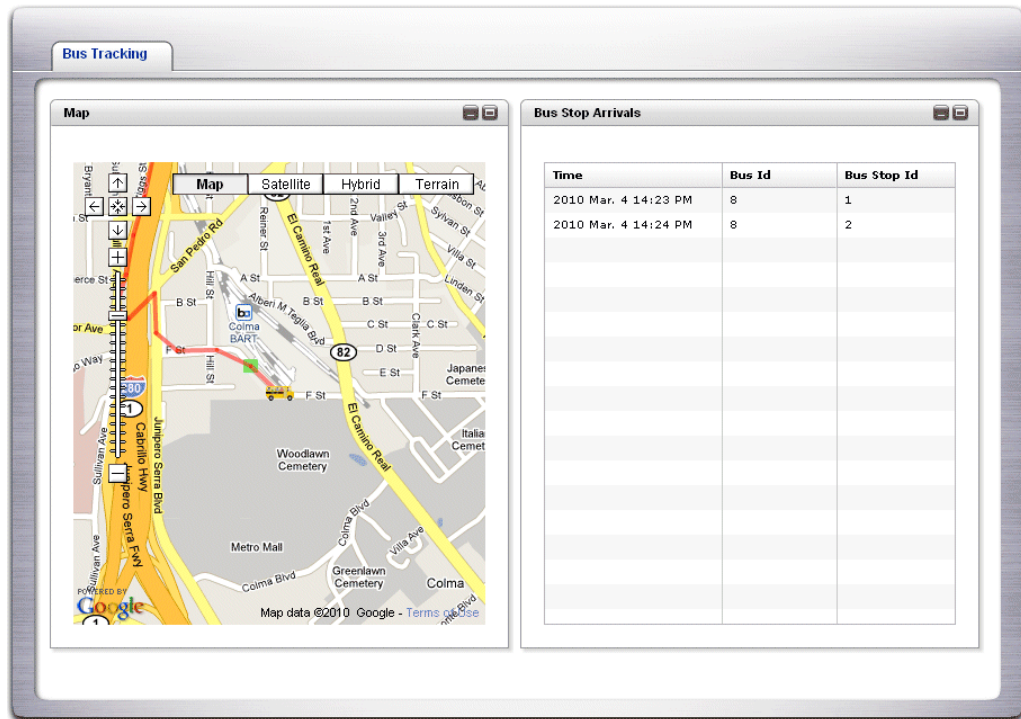 Bus Tracking
Map
Bus Stop Arrivals
Map Satellite Hybrid Terrain
Time Bus Id Bus Stop Id
2010 Mar. 4 14:23 PM 8 1
2010 Mar. 4 14:24 PM 8 2
Bryant
82
El Camino Real
Reiner St
1st Ave
2nd Ave
3rd Ave
Valley St
Sylvan St
San Pedro Rd
Villa St
Linden St
Hill St
A St
A St
B St
B St
B St
Alberi M Teglia Blvd
Colma
BART
C St
C St
Clark Ave
82
D St
E St
F St
Hill St
F St
F St
280
1
Cabrillo Hwy
Junipero Serra Blvd
Junipero Serra Fwy
Sullivan Ave
Sullivan Ave
El Camino Real
Woodlawn
Cemetery
Metro Mall
Colma Blvd
Colma Blvd
Villa Ave
Greenlawn
Cemetery
Colma
POWERED BY
Google
Map data ©2010 Google - Terms of Use
1